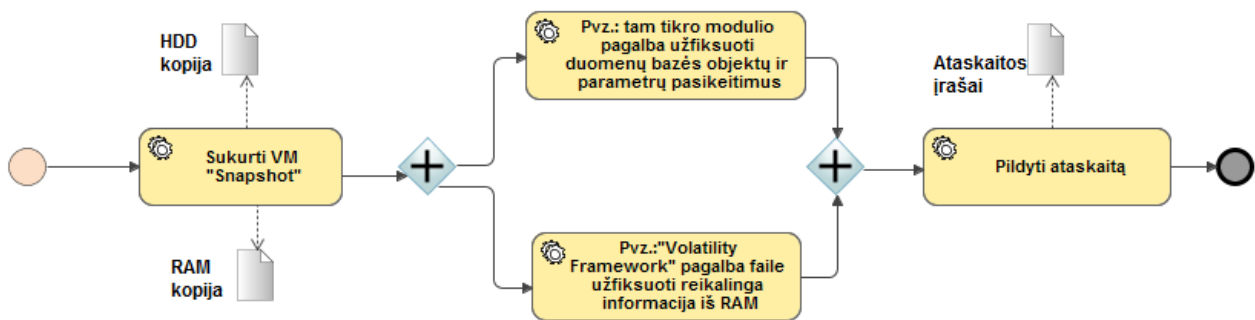 HDD
kopija
Sukurti VM
"Snapshot"
RAM
kopija
Pvz.: tam tikro modulio
pagalba užfiksuoti
duomenų bazės objektų ir
parametrų pasikeitimus
Pvz.:"Volatility
Framework" pagalba faile
užfiksuoti reikalinga
informacija iš RAM
Ataskaitos
įrašai
Pildyti ataskaitą